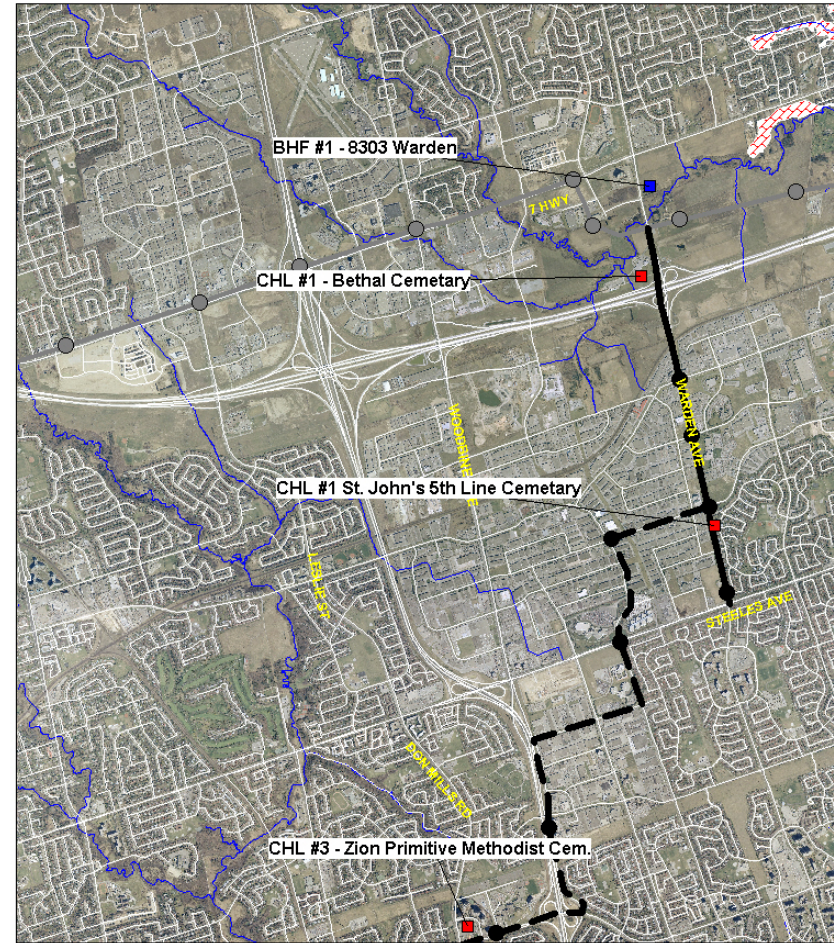 BHF #1 - 8303 Warden
7 HWY
CHL #1 - Bethal Cemetary
WARDEN AVE
WOODBINE AVE
CHL #1 St. John's 5th Line Cemetary
LESLIE ST
STEELES AVE
DON MILLS RD
CHL #3 - Zion Primitive Methodist Cem.